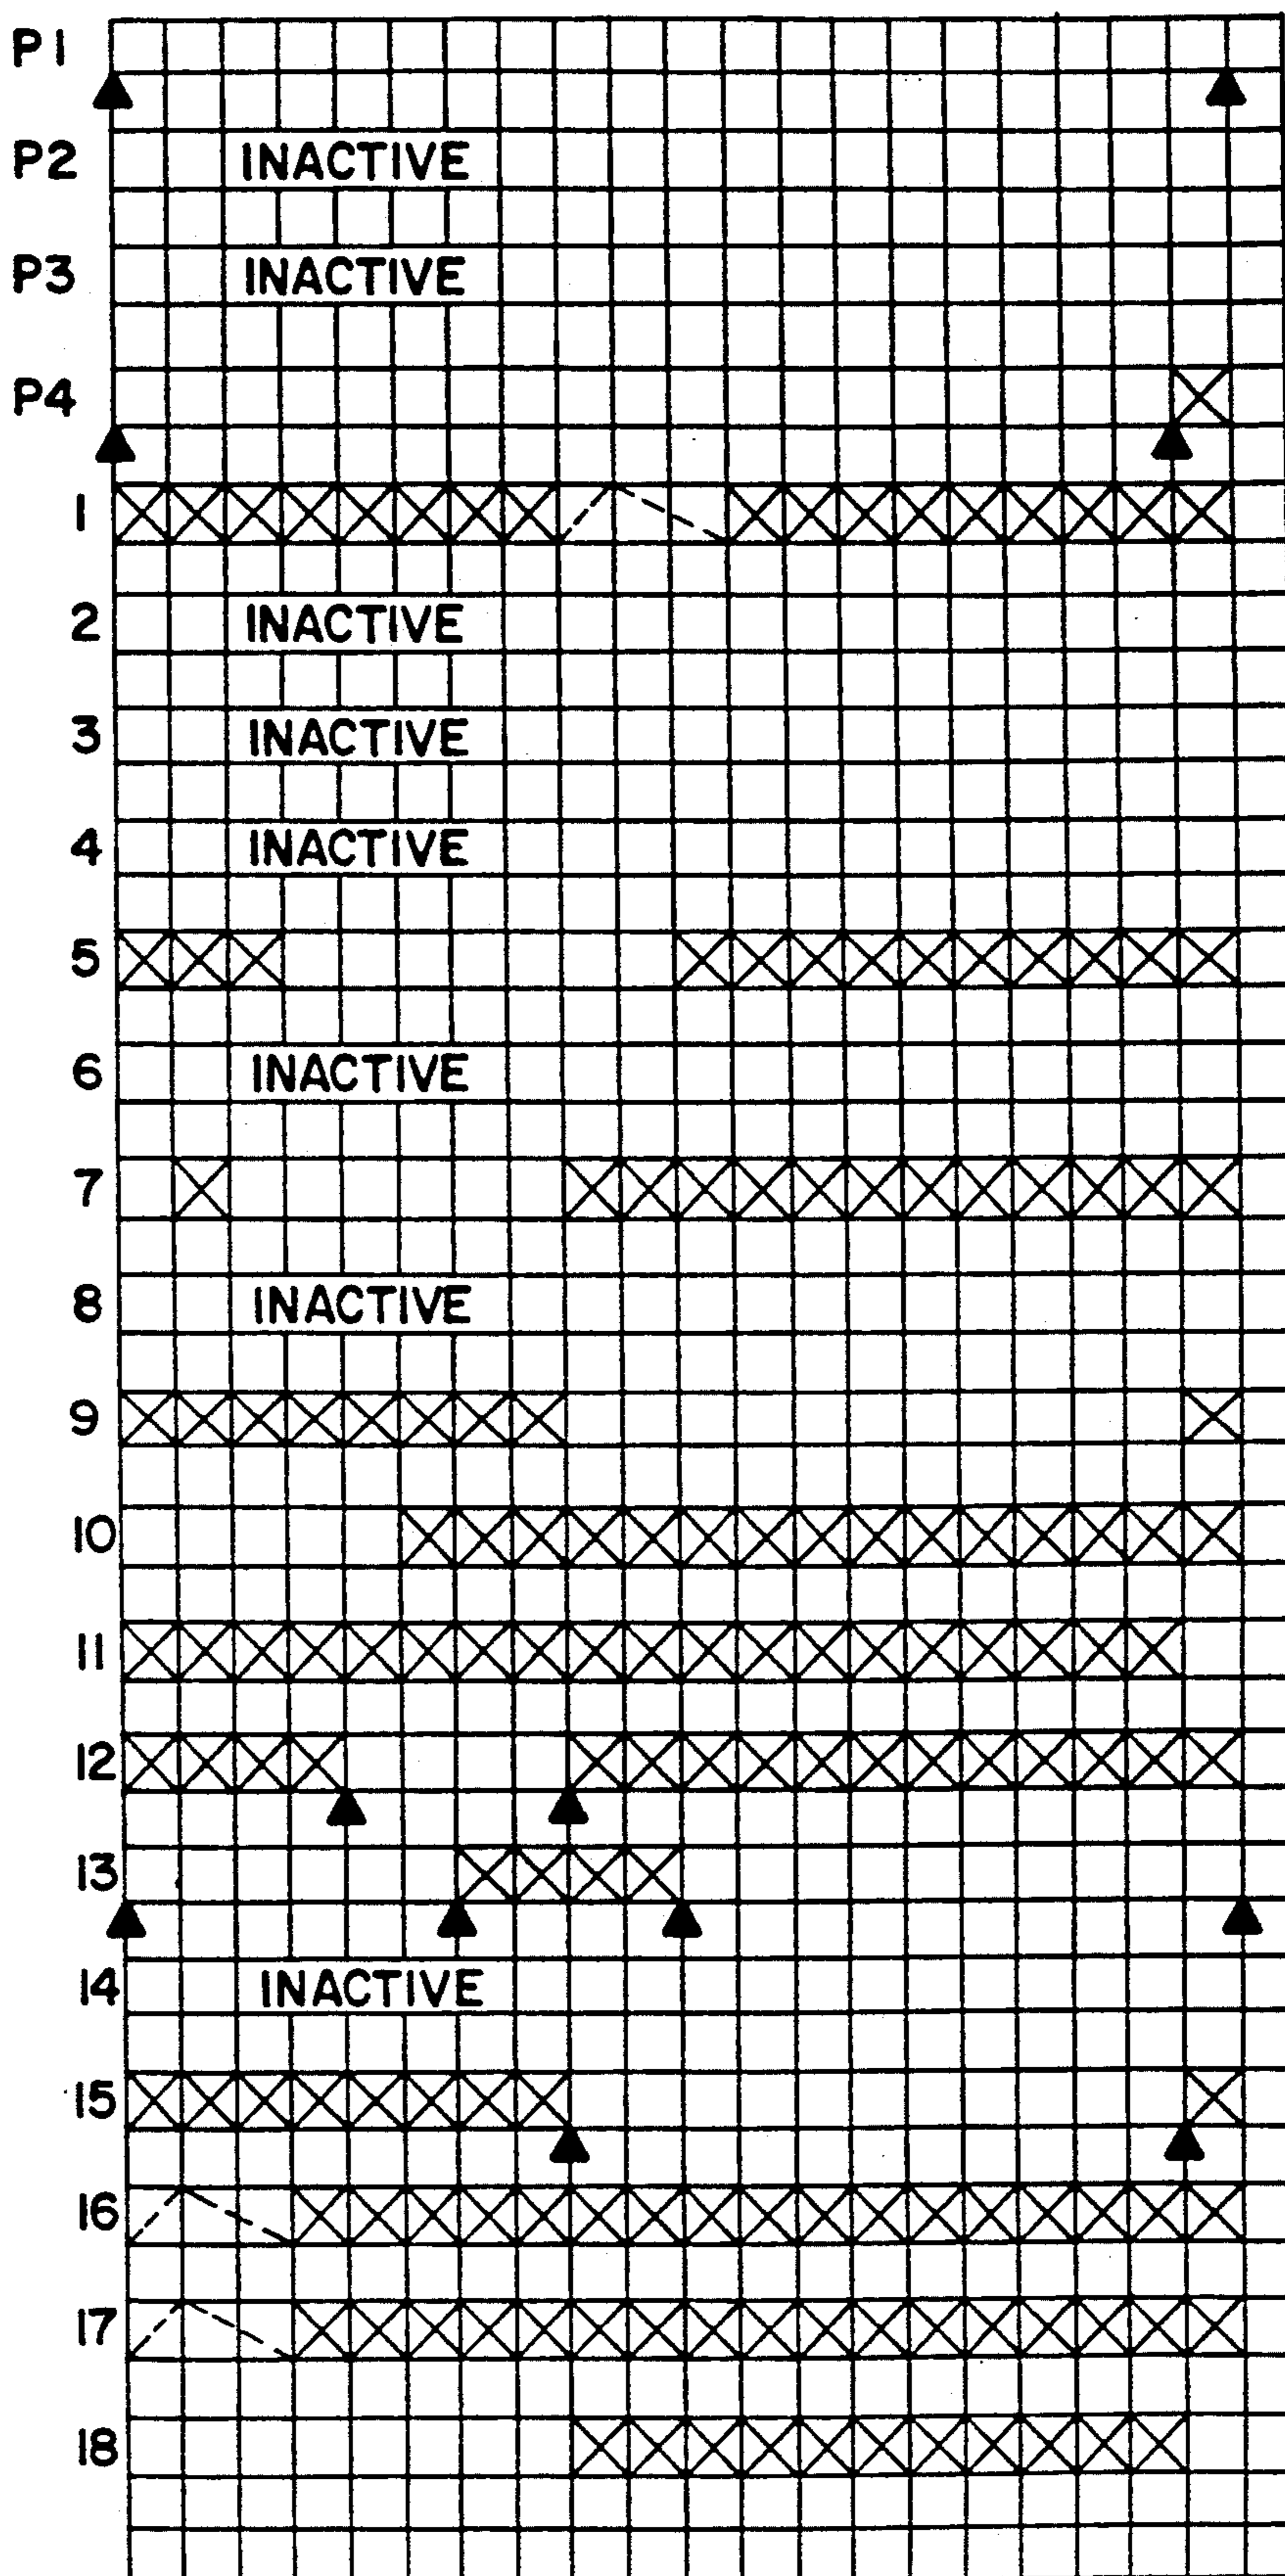 P1
P2 INACTIVE
P3 INACTIVE
P4
1
2 INACTIVE
3 INACTIVE
4 INACTIVE
5
6 INACTIVE
7
8 INACTIVE
9
10
11
12
13
14 INACTIVE
15
16
17
18